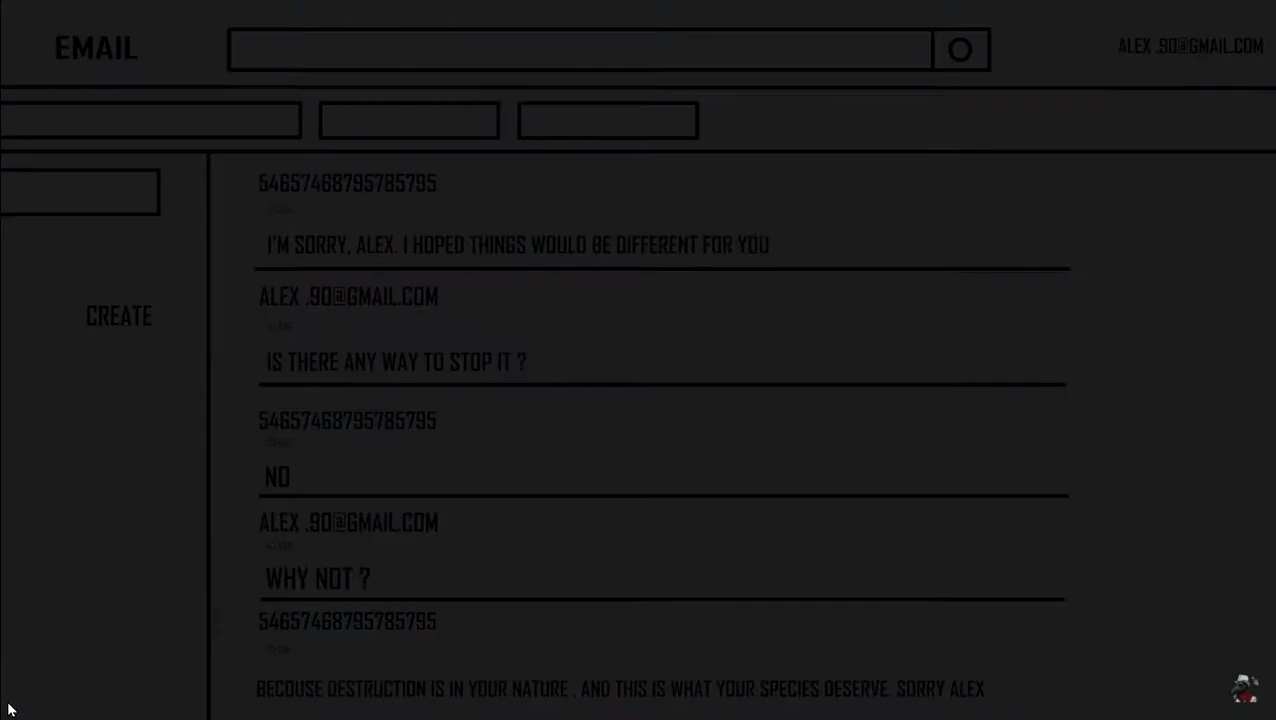 EMAIL
ALEX .90@GMAIL.COM
54657468795785795
I'M SORRY, ALEX. I HOPED THINGS WOULD BE DIFFERENT FOR YOU
ALEX .90@GMAIL.COM
CREATE
IS THERE ANY WAY TO STOP IT ?
54657468795785795
NO
ALEX .90@GMAIL.COM
WHY NOT ?
54657468795785795
BECOUSE DESTRUCTION IS IN YOUR NATURE , AND THIS IS WHAT YOUR SPECIES DESERVE. SORRY ALEX